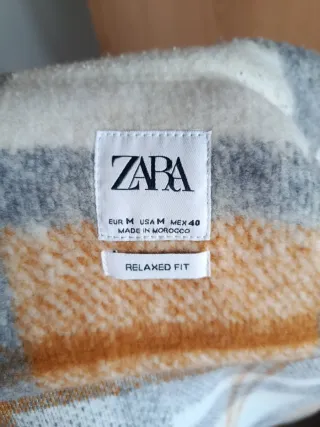 ZARA
EUR M USA M MEX 40
MADE IN MOROCCO
RELAXED FIT